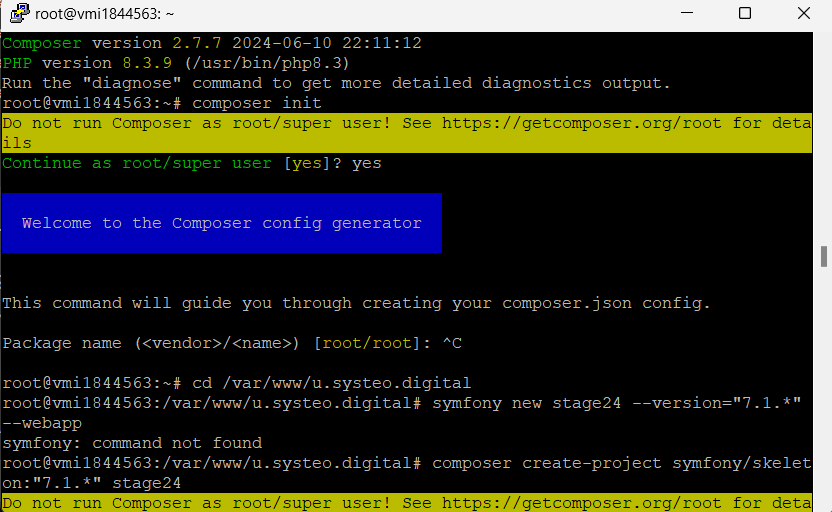 root@vmi1844563: ~
Composer version 2.7.7 2024-06-10 22:11:12
PHP version 8.3.9 (/usr/bin/php8.3)
Run the "diagnose" command to get more detailed diagnostics output.
root@vmi1844563:~# composer init
Do not run Composer as root/super user! See https://getcomposer.org/root for deta
ils
Continue as root/super user [yes]? yes
Welcome to the Composer config generator
This command will guide you through creating your composer.json config.
Package name (<vendor>/<name>) [root/root]: ^C
root@vmi1844563:~# cd /var/www/u.systeo.digital
root@vmi1844563:/var/www/u.systeo.digital# symfony new stage24 --version="7.1.*"
--webapp
symfony: command not found
root@vmi1844563:/var/www/u.systeo.digital# composer create-project symfony/skelet
on:"7.1.*" stage24
Do not run Composer as root/super user! See https://getcomposer.org/root for deta